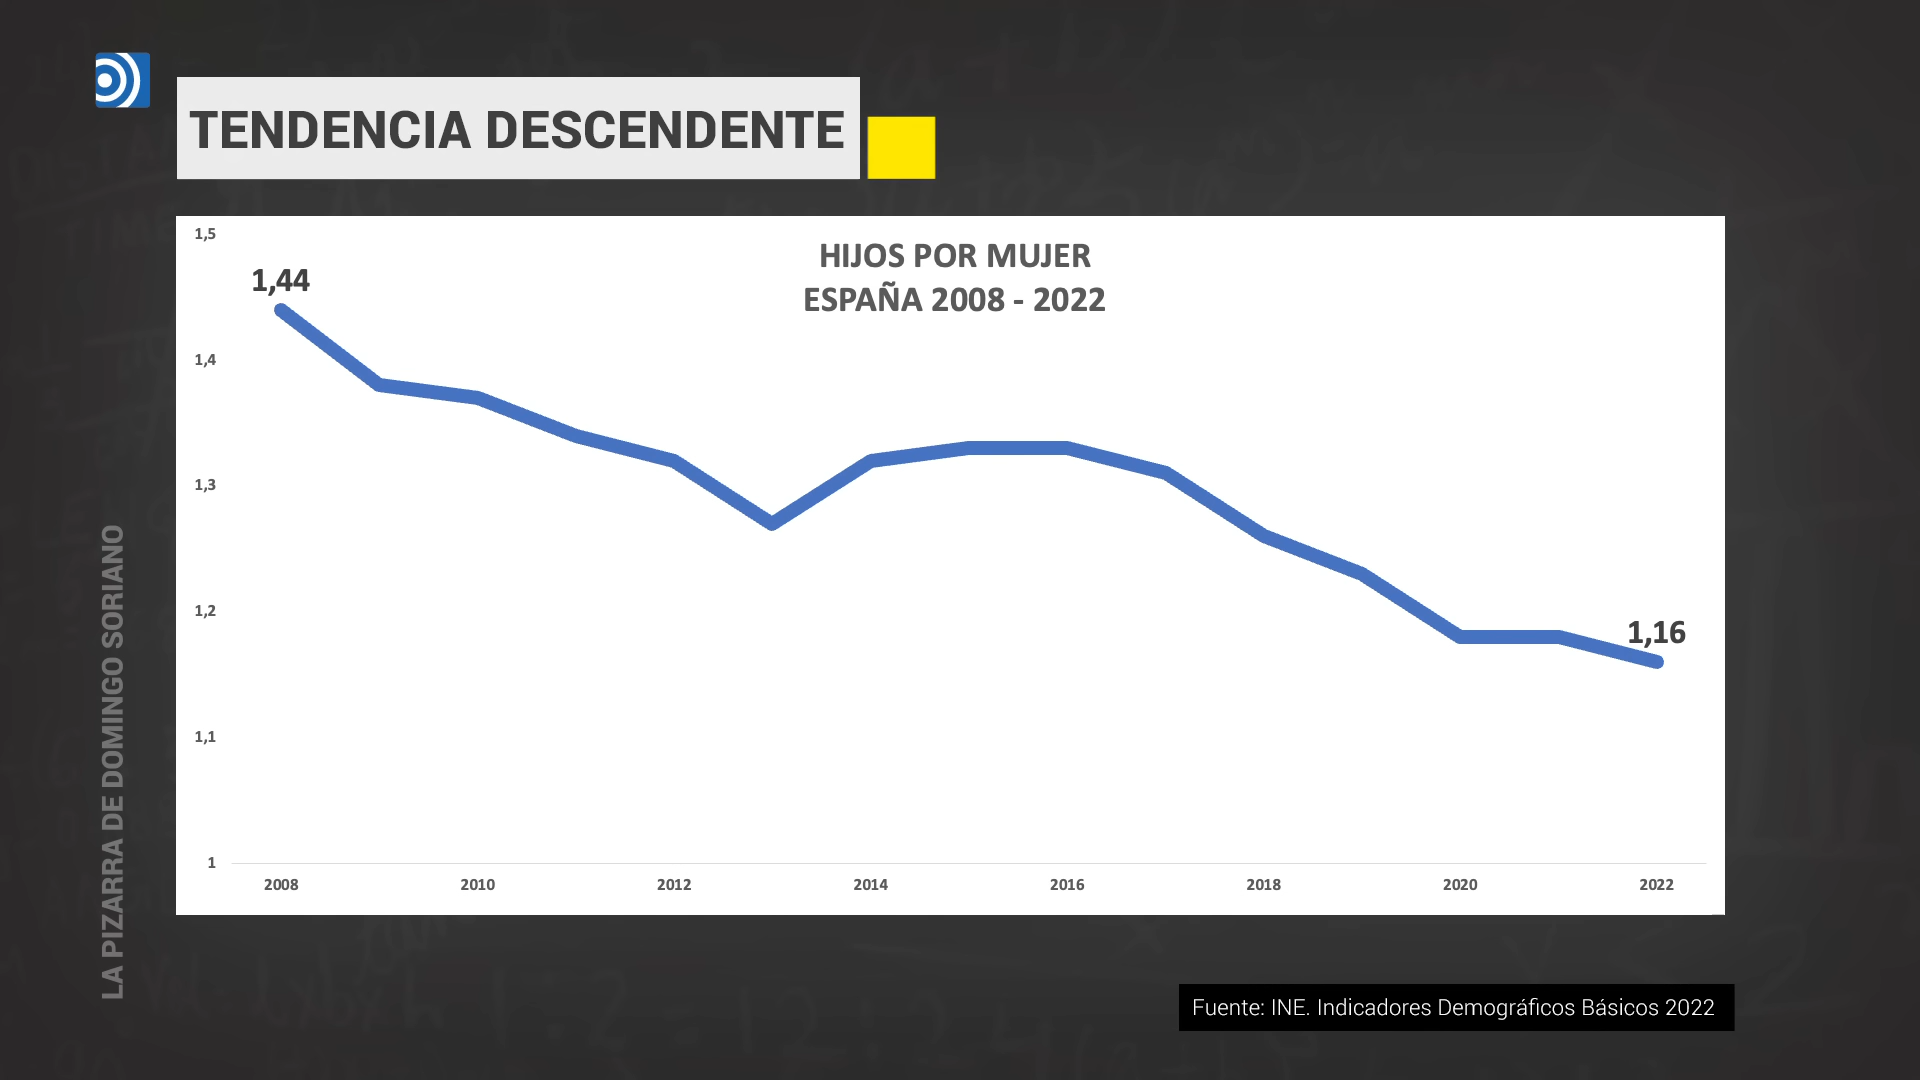 TENDENCIA DESCENDENTE
HIJOS POR MUJER
ESPAÑA 2008 - 2022
1,5
1,44
1,4
1,3
1,2
1,16
1,1
1
2008 2010 2012 2014 2016 2018 2020 2022
LA PIZARRA DE DOMINGO SORIANO
Fuente: INE. Indicadores Demográficos Básicos 2022